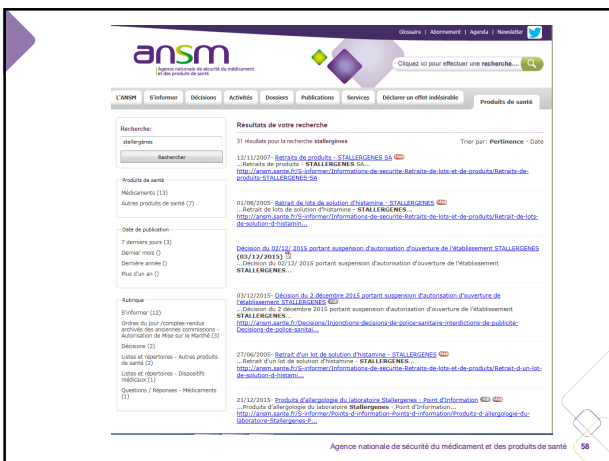 Glossaire | Abonnement | Agenda | Newsletter
ansm
Agence nationale de sécurité du médicament
et des produits de santé
Cliquez ici pour effectuer une recherche...
L'ANSM S'informer Décisions Activités Dossiers Publications Services Déclarer un effet indésirable Produits de santé
Recherche:
stallergènes
Rechercher
Produits de santé
Médicaments (13)
Autres produits de santé (7)
Date de publication
7 derniers jours (3)
Dernier mois ()
Dernière année ()
Plus d'un an ()
Rubrique
S'informer (12)
Ordres du jour /comptes-rendus
archivés des anciennes commissions -
Autorisation de Mise sur le Marché (3)
Décisions (2)
Listes et répertoires - Autres produits
de santé (2)
Listes et répertoires - Dispositifs
médicaux (1)
Questions / Réponses - Médicaments
(1)
Résultats de votre recherche
31 résultats pour la recherche stallergènes Trier par: Pertinence - Date
12/11/2007- Retraits de produits - STALLERGENES SA
...Retraits de produits - STALLERGENES SA...
http://ansm.sante.fr/S-informer/Informations-de-securite-Retraits-de-lots-et-de-produits/Retraits-de-
produits-STALLERGENES-SA
01/08/2005- Retrait de lots de solution d'histamine - STALLERGENES
...Retrait de lots de solution d'histamine - STALLERGENES...
http://ansm.sante.fr/S-informer/Informations-de-securite-Retraits-de-lots-et-de-produits/Retrait-de-lots-
de-solution-d-histamin...
Décision du 02/12/ 2015 portant suspension d'autorisation d'ouverture de l'établissement STALLERGENES
(03/12/2015)
...Décision du 02/12/ 2015 portant suspension d'autorisation d'ouverture de l'établissement
STALLERGENES...
03/12/2015- Décision du 2 décembre 2015 portant suspension d'autorisation d'ouverture de
l'établissement STALLERGENES
...Décision du 2 décembre 2015 portant suspension d'autorisation d'ouverture de l'établissement
STALLERGENES...
http://ansm.sante.fr/Decisions/Injonctions-decisions-de-police-sanitaire-interdictions-de-publicite-
Decisions-de-police-sanitai...
27/06/2005- Retrait d'un lot de solution d'histamine - STALLERGENES
...Retrait d'un lot de solution d'histamine - STALLERGENES...
http://ansm.sante.fr/S-informer/Informations-de-securite-Retraits-de-lots-et-de-produits/Retrait-d-un-lot-
de-solution-d-histami...
21/12/2015- Produits d'allergologie du laboratoire Stallergenes - Point d'Information
...Produits d'allergologie du laboratoire Stallergenes - Point d'Information...
http://ansm.sante.fr/S-informer/Points-d-information-Points-d-information/Produits-d-allergologie-du-
laboratoire-Stallergenes-P...
Agence nationale de sécurité du médicament et des produits de santé 58